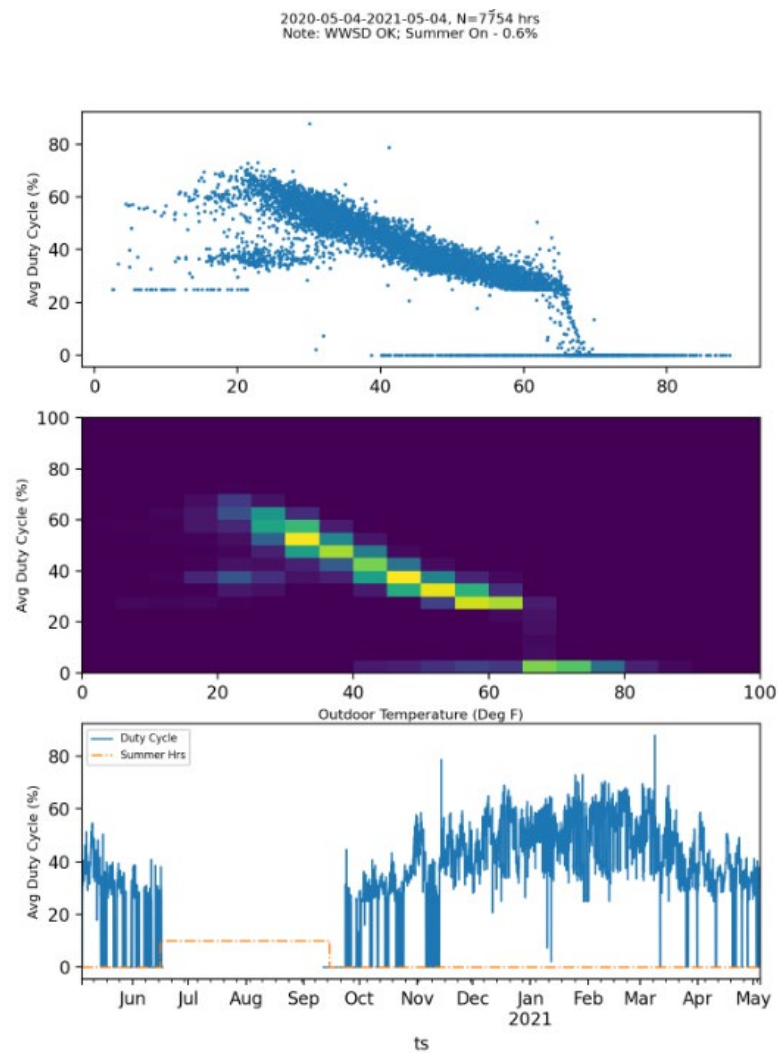 2020-05-04-2021-05-04, N=7754 hrs
Note: WWSD OK; Summer On - 0.6%
Avg Duty Cycle (%)
80
60
40
20
0
0 20 40 60 80
Avg Duty Cycle (%)
100
80
60
40
20
0
0 20 40 60 80 100
Outdoor Temperature (Deg F)
Duty Cycle
Summer Hrs
Avg Duty Cycle (%)
80
60
40
20
0
Jun Jul Aug Sep Oct Nov Dec Jan Feb Mar Apr May
2021
ts